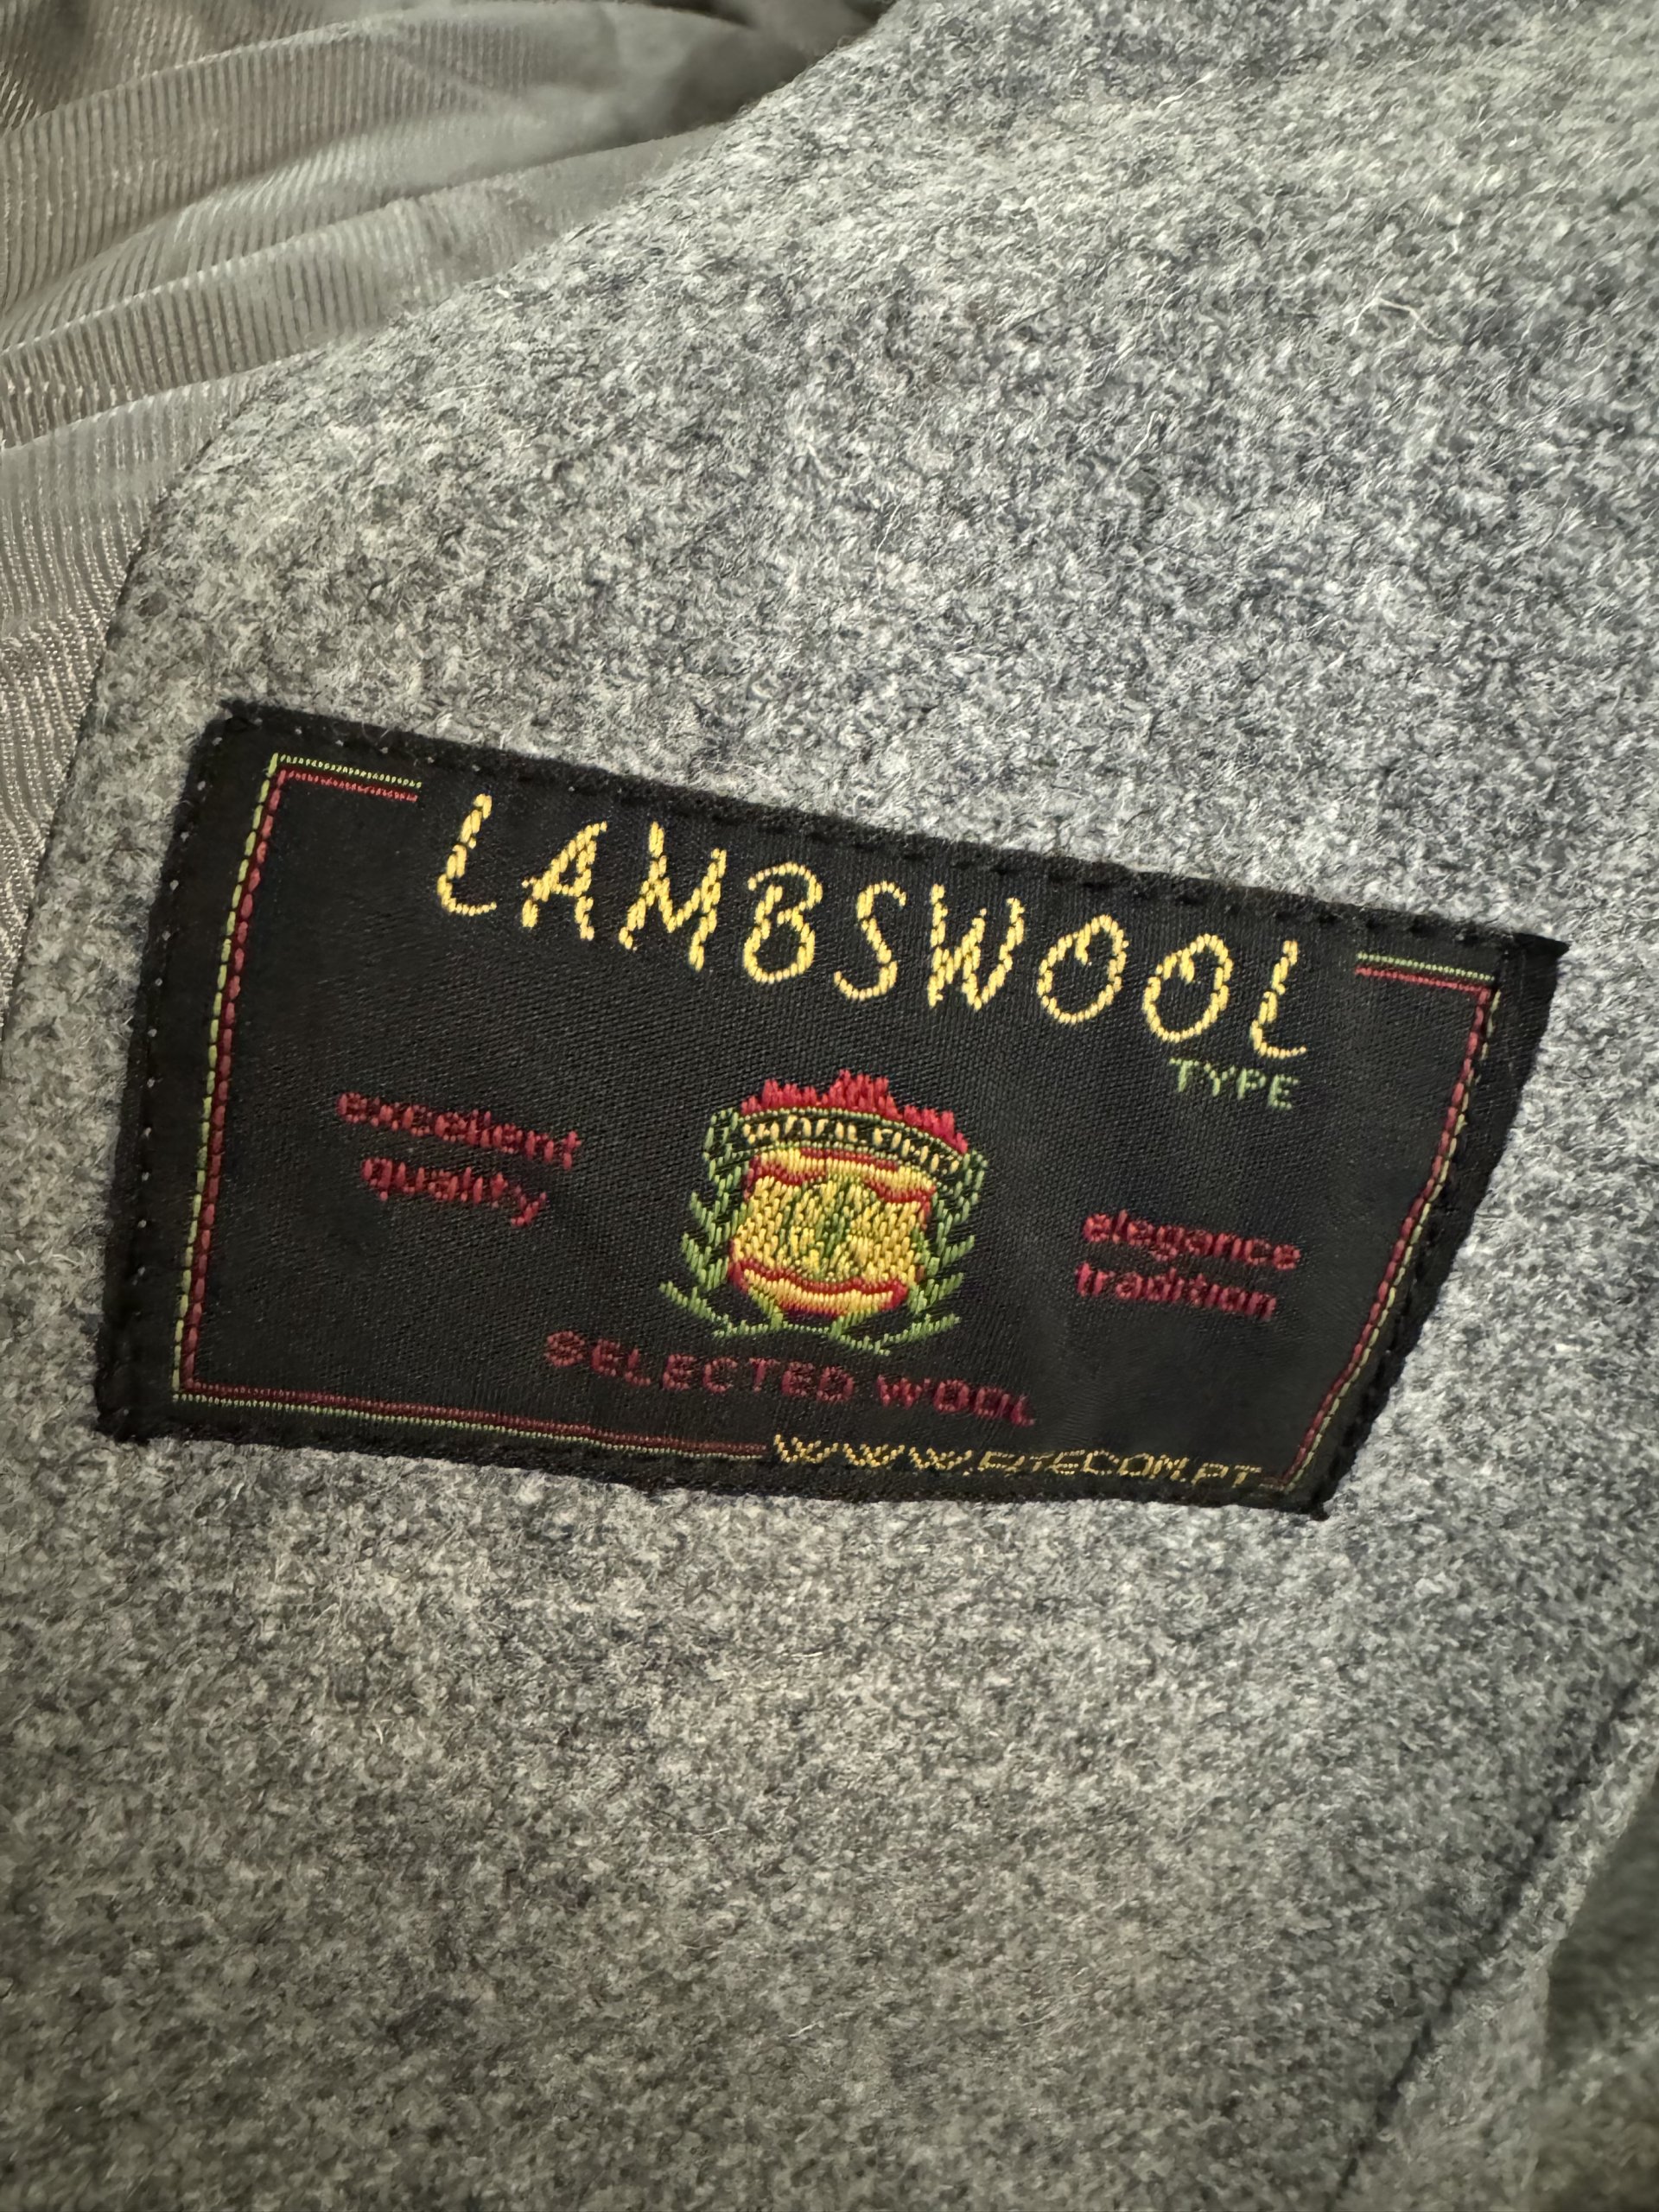 LAMBSWOOL
TYPE
excellent
quality
elegance
tradition
SELECTED WOOL
WWW.FITECOM.PT